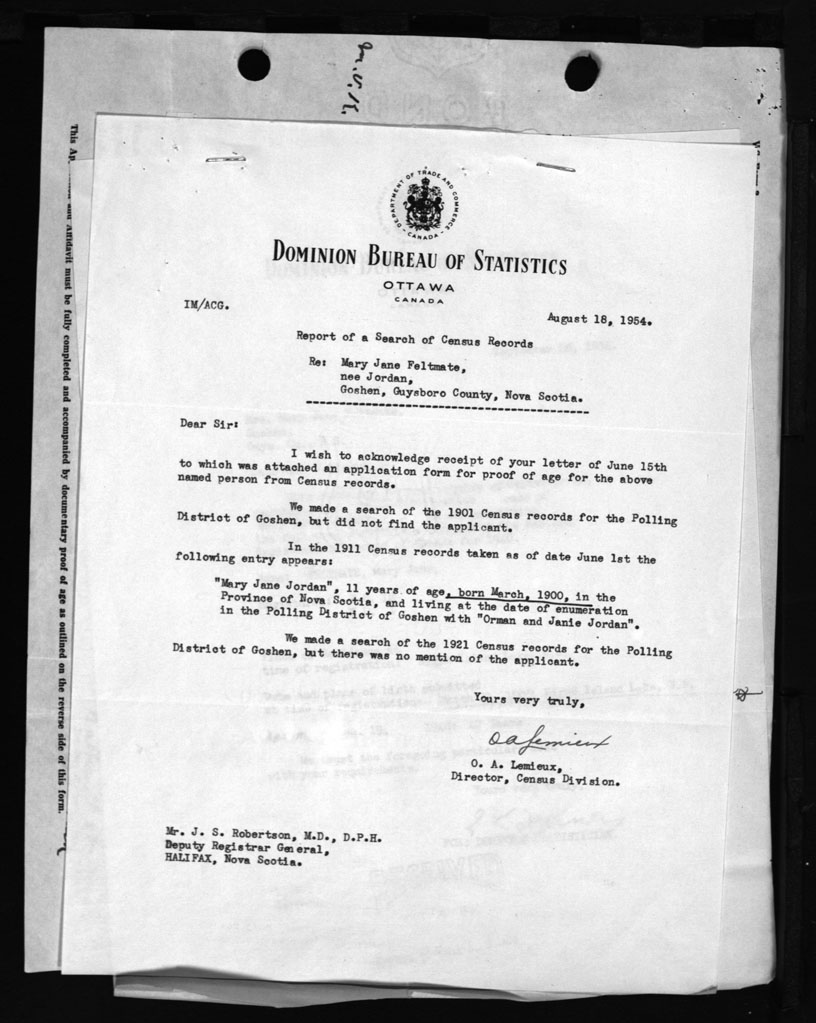 DEPARTMENT OF TRADE AND COMMERCE
- CANADA -
DOMINION BUREAU OF STATISTICS
OTTAWA
CANADA
IM/ACG.
August 18, 1954.
Report of a Search of Census Records
Re: Mary Jane Feltmate,
nee Jordan,
Goshen, Guysboro County, Nova Scotia.
Dear Sir:
I wish to acknowledge receipt of your letter of June 15th
to which was attached an application form for proof of age for the above
named person from Census records.
We made a search of the 1901 Census records for the Polling
District of Goshen, but did not find the applicant.
In the 1911 Census records taken as of date June 1st the
following entry appears:
"Mary Jane Jordan", 11 years of age, born March, 1900, in the
Province of Nova Scotia, and living at the date of enumeration
in the Polling District of Goshen with "Orman and Janie Jordan".
We made a search of the 1921 Census records for the Polling
District of Goshen, but there was no mention of the applicant.
Yours very truly,
O A Lemieux
O. A. Lemieux,
Director, Census Division.
Mr. J. S. Robertson, M.D., D.P.H.
Deputy Registrar General,
HALIFAX, Nova Scotia.
This Ap and Affidavit must be fully completed and accompanied by documentary proof of age as outlined on the reverse side of this form.